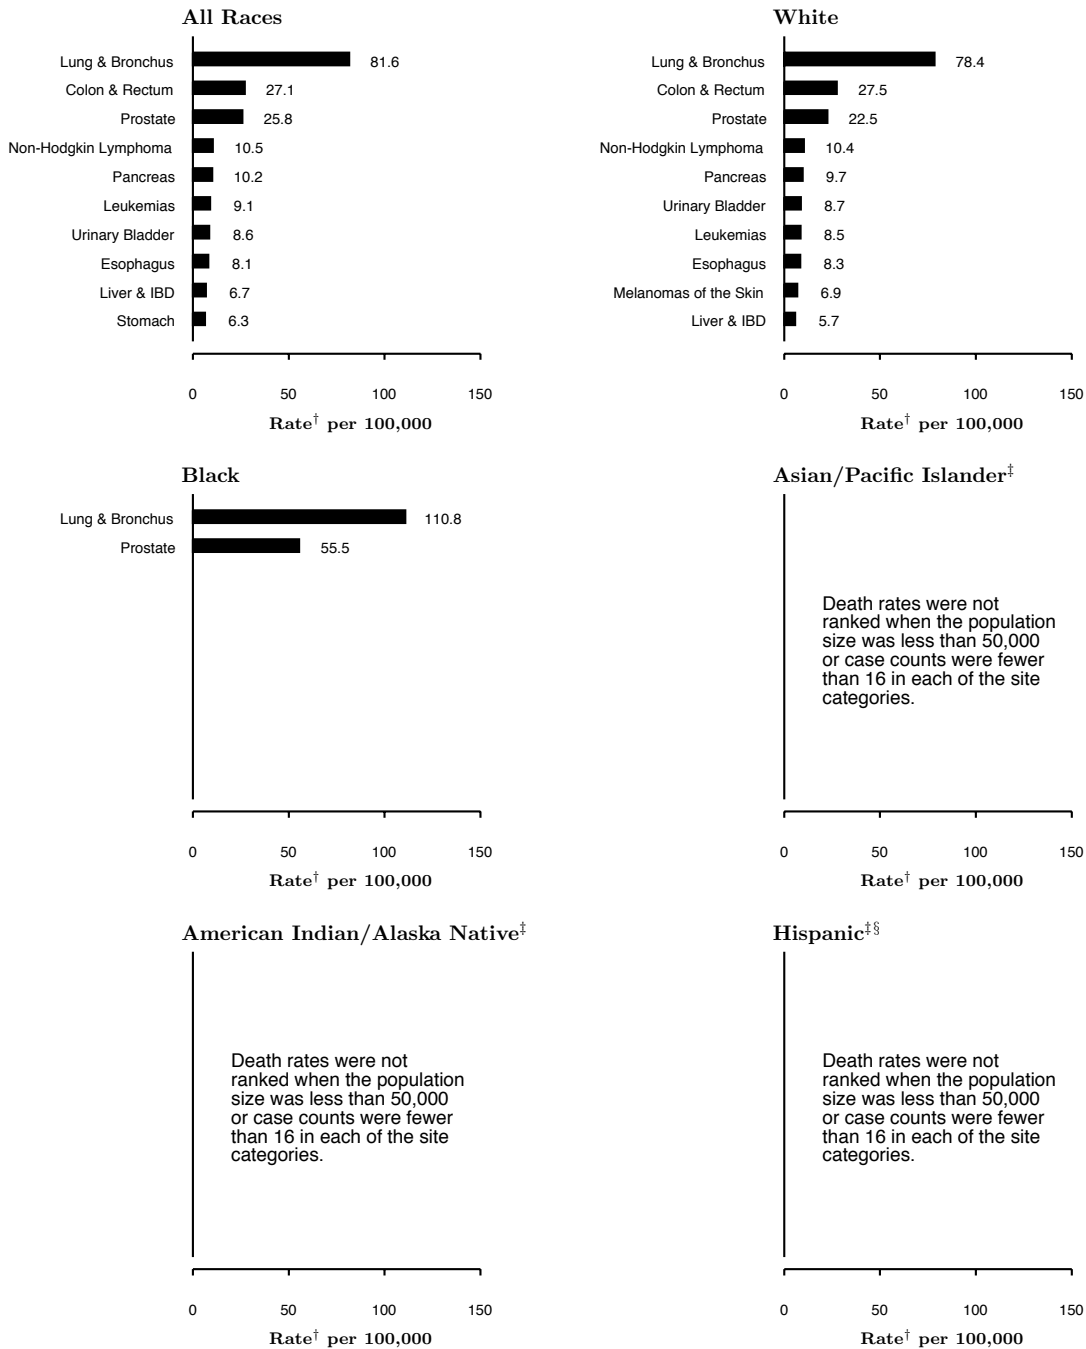 All Races
Lung & Bronchus 81.6
Colon & Rectum 27.1
Prostate 25.8
Non-Hodgkin Lymphoma 10.5
Pancreas 10.2
Leukemias 9.1
Urinary Bladder 8.6
Esophagus 8.1
Liver & IBD 6.7
Stomach 6.3
0 50 100 150
Rate† per 100,000
White
Lung & Bronchus 78.4
Colon & Rectum 27.5
Prostate 22.5
Non-Hodgkin Lymphoma 10.4
Pancreas 9.7
Urinary Bladder 8.7
Leukemias 8.5
Esophagus 8.3
Melanomas of the Skin 6.9
Liver & IBD 5.7
0 50 100 150
Rate† per 100,000
Black
Lung & Bronchus 110.8
Prostate 55.5
0 50 100 150
Rate† per 100,000
Asian/Pacific Islander‡
Death rates were not
ranked when the population
size was less than 50,000
or case counts were fewer
than 16 in each of the site
categories.
0 50 100 150
Rate† per 100,000
American Indian/Alaska Native‡
Death rates were not
ranked when the population
size was less than 50,000
or case counts were fewer
than 16 in each of the site
categories.
0 50 100 150
Rate† per 100,000
Hispanic‡§
Death rates were not
ranked when the population
size was less than 50,000
or case counts were fewer
than 16 in each of the site
categories.
0 50 100 150
Rate† per 100,000